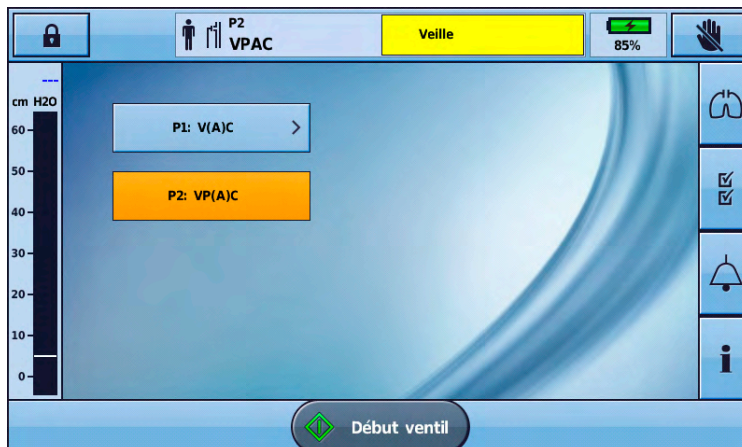 P2
VPAC
Veille
85%
---
cm H2O
60
50
40
30
20
10
0
P1: V(A)C
P2: VP(A)C
Début ventil